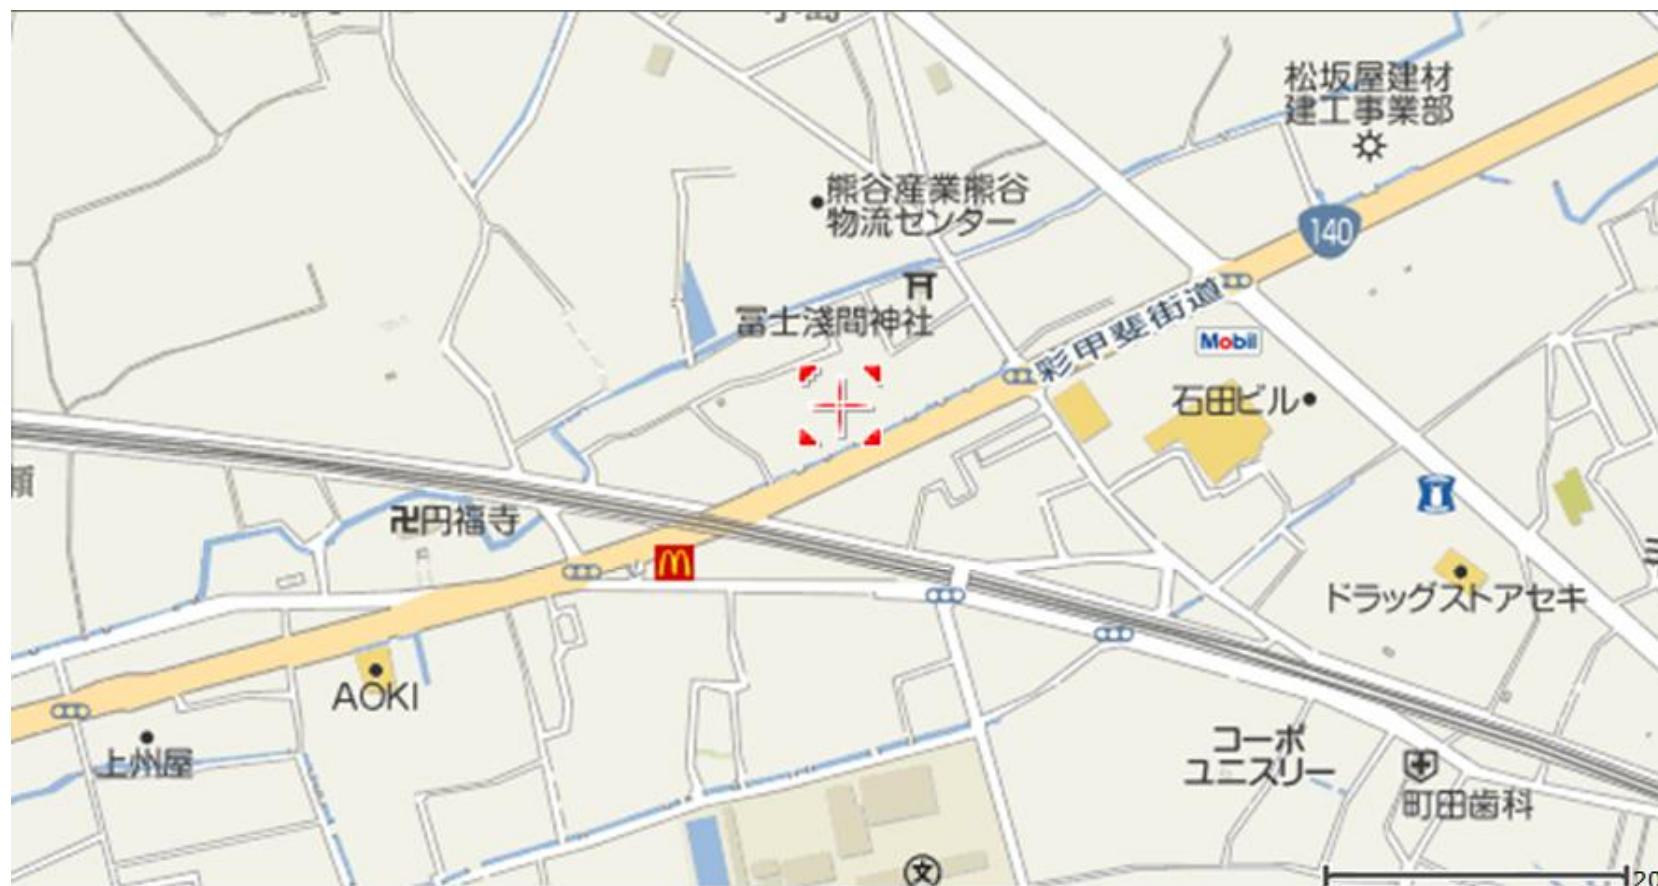 松坂屋建材
建工事業部
熊谷産業熊谷
物流センター
140
冨士淺間神社
彩甲斐街道
Mobil
石田ビル
卍円福寺
ドラッグストアセキ
AOKI
上州屋
コーポ
ユニスリー
町田歯科
文
20